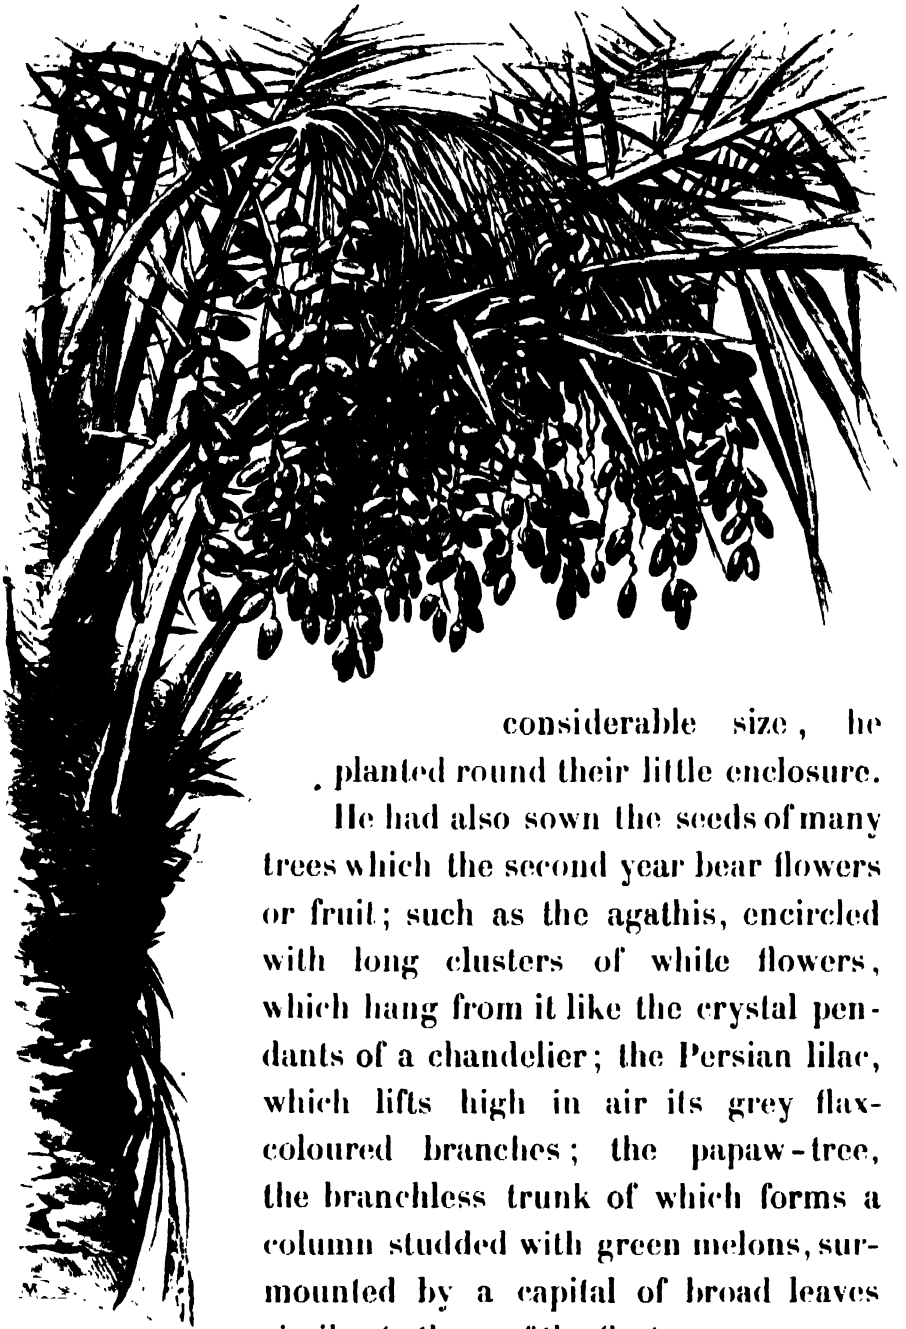 considerable size, he
planted round their little enclosure.
He had also sown the seeds of many
trees which the second year bear flowers
or fruit; such as the agathis, encircled
with long clusters of white flowers,
which hang from it like the crystal pen-
dants of a chandelier; the Persian lilac,
which lifts high in air its grey flax-
coloured branches; the papaw-tree,
the branchless trunk of which forms a
column studded with green melons, sur-
mounted by a capital of broad leaves